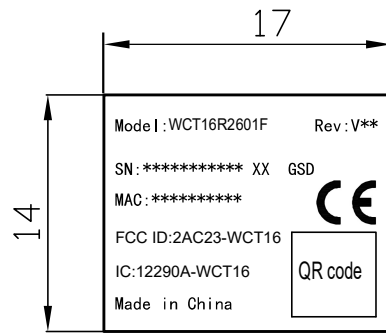 17
14
Model:WCT16R2601F Rev:V**
SN:*********** XX GSD
MAC:**********
CE
FCC ID:2AC23-WCT16
IC:12290A-WCT16
QR code
Made in China